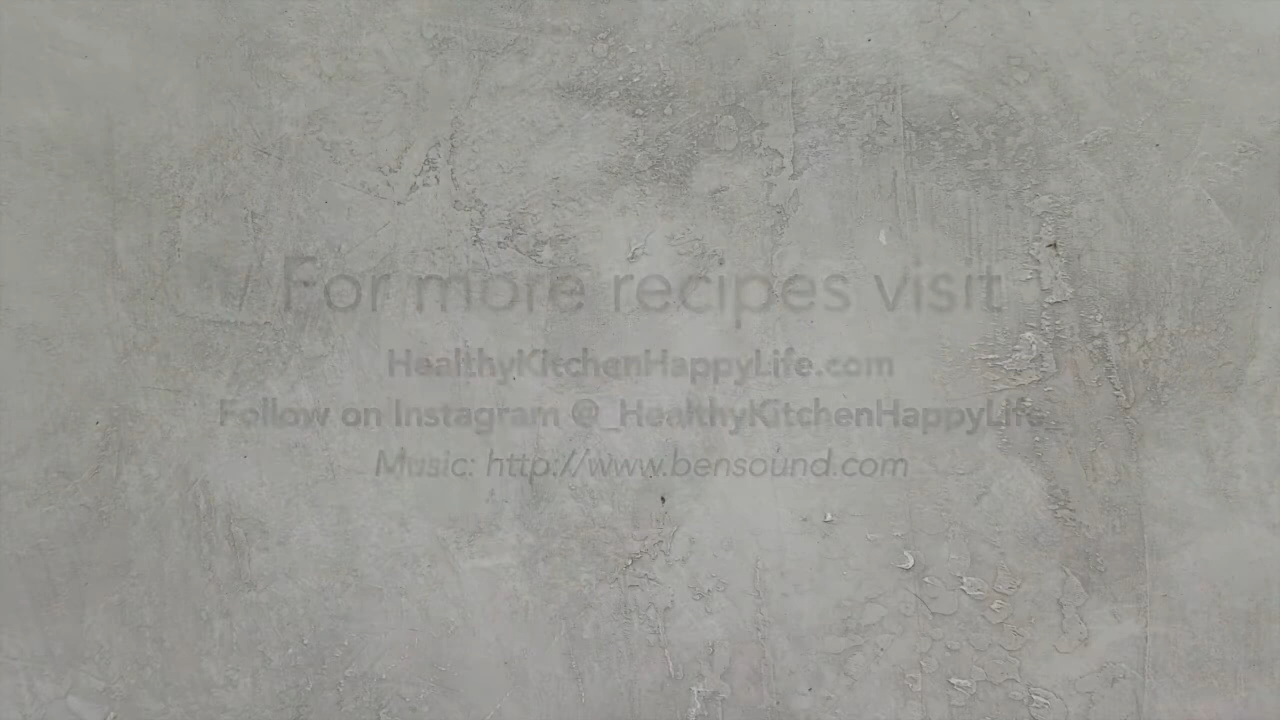 For more recipes visit
HealthyKitchenHappyLife.com
Follow on Instagram @_HealthyKitchenHappyLife
Music: http://www.bensound.com